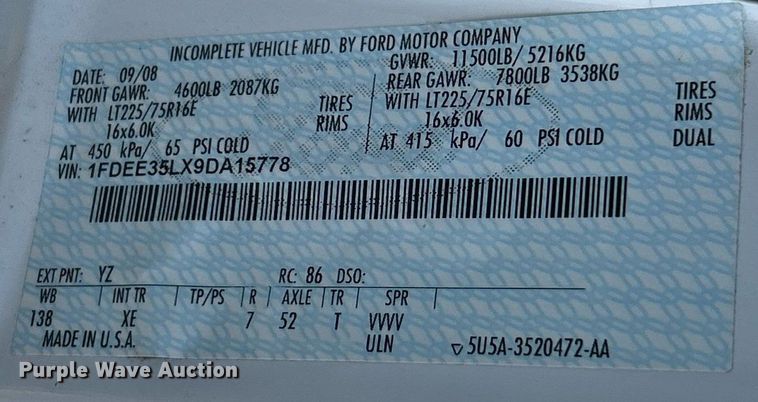 INCOMPLETE VEHICLE MFD. BY FORD MOTOR COMPANY
DATE: 09/08 GVWR: 11500LB/ 5216KG
FRONT GAWR: 4600LB 2087KG REAR GAWR: 7800LB 3538KG
WITH LT225/75R16E TIRES WITH LT225/75R16E TIRES
16x6.0K RIMS 16x6.0K RIMS
AT 450 kPa/ 65 PSI COLD AT 415 kPa/ 60 PSI COLD DUAL
VIN: 1FDEE35LX9DA15778
EXT PNT: YZ RC: 86 DSO:
WB INT TR TP/PS R AXLE TR SPR
138 XE 7 52 T VVVV
MADE IN U.S.A. ULN 5U5A-3520472-AA
Purple Wave Auction